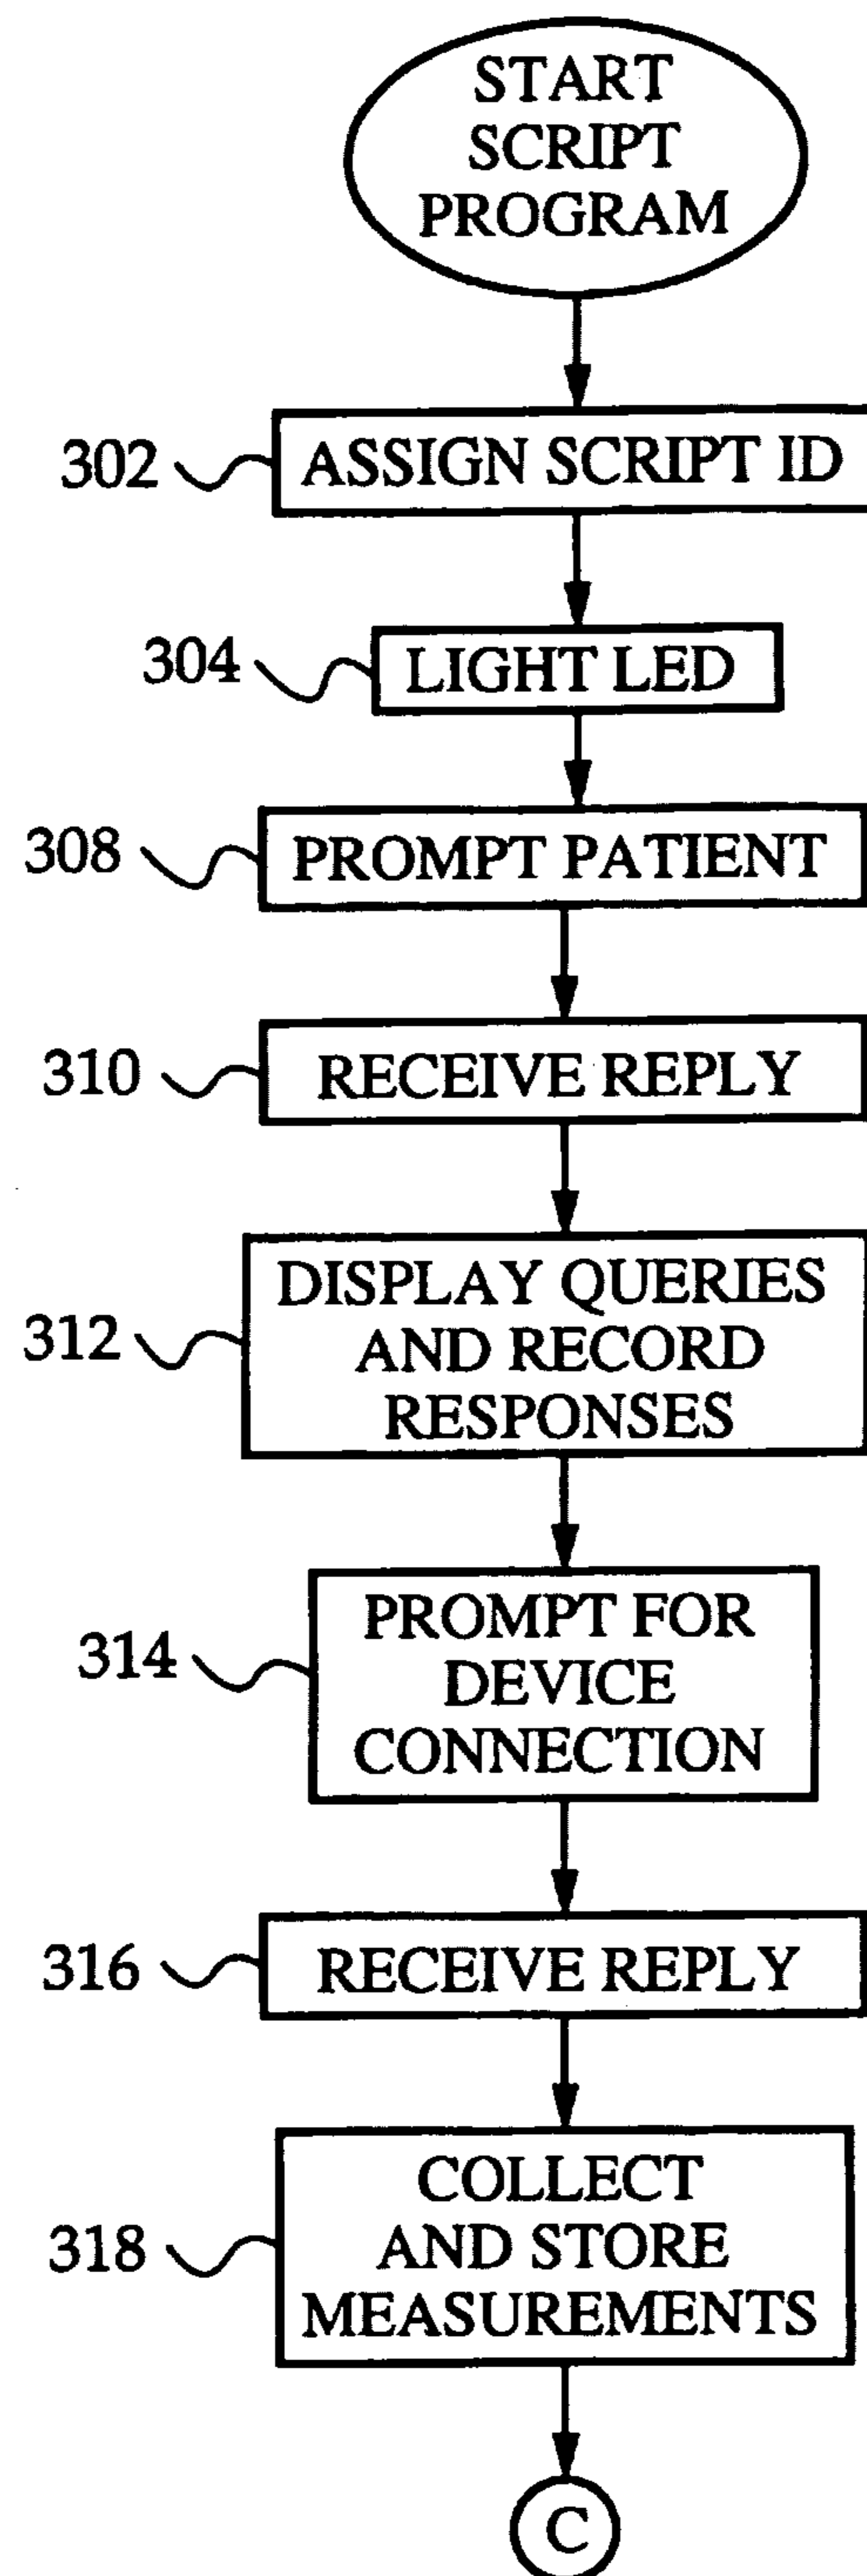 START
SCRIPT
PROGRAM
302
ASSIGN SCRIPT ID
304
LIGHT LED
308
PROMPT PATIENT
310
RECEIVE REPLY
312
DISPLAY QUERIES
AND RECORD
RESPONSES
314
PROMPT FOR
DEVICE
CONNECTION
316
RECEIVE REPLY
318
COLLECT
AND STORE
MEASUREMENTS
C